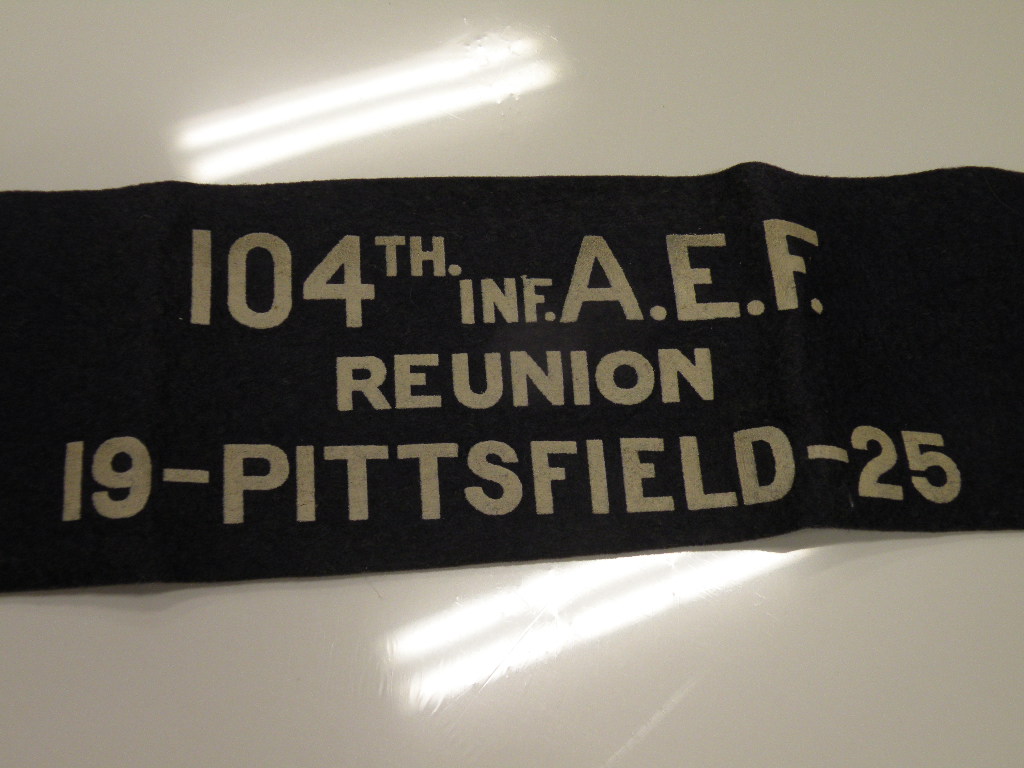 104TH. INF. A.E.F.
REUNION
19-PITTSFIELD-25